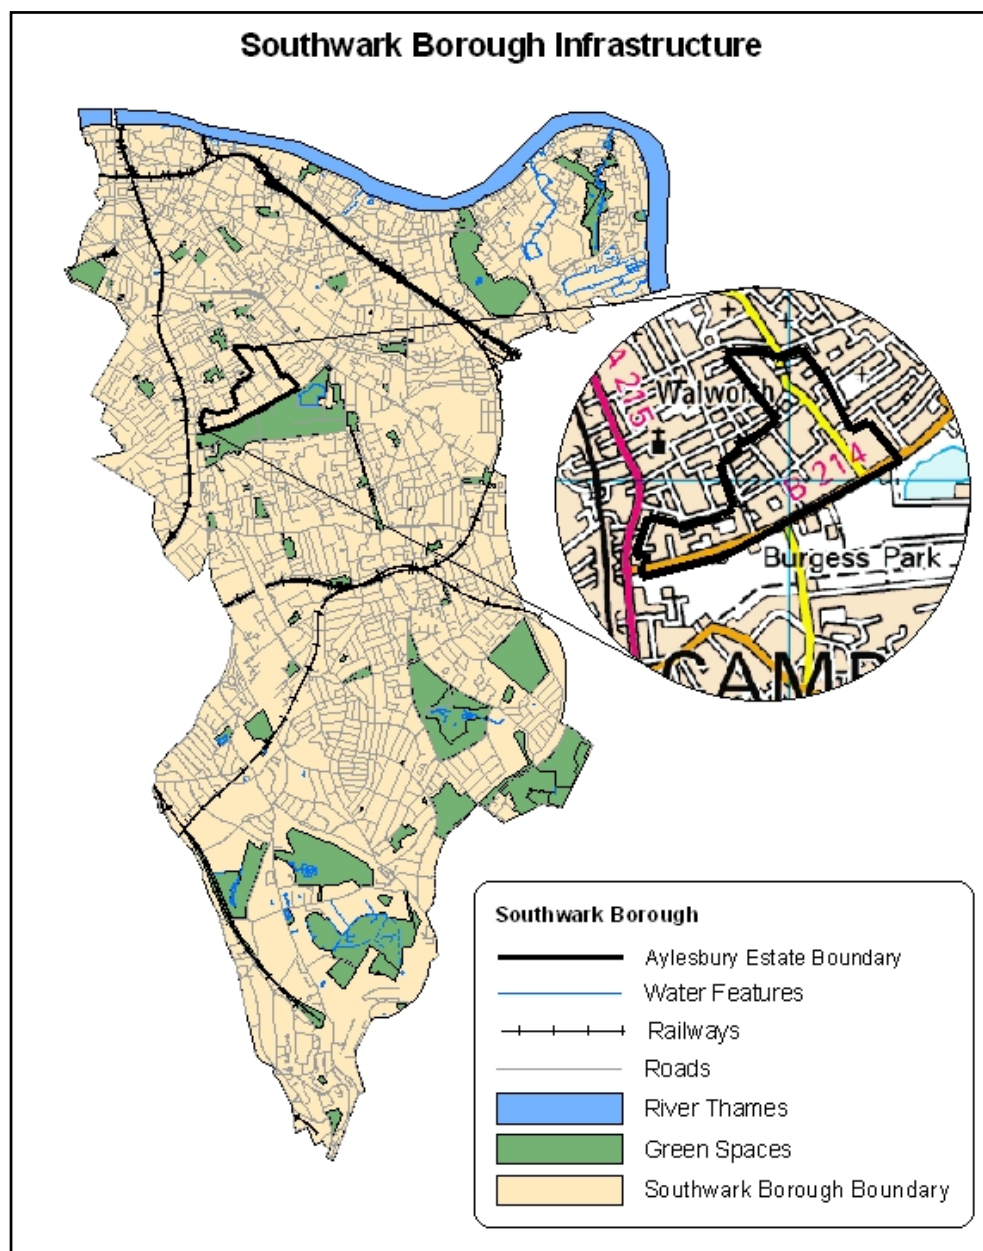 Southwark Borough Infrastructure
A 215
Walworth
B 214
Burgess Park
CAMB
Southwark Borough
Aylesbury Estate Boundary
Water Features
Railways
Roads
River Thames
Green Spaces
Southwark Borough Boundary